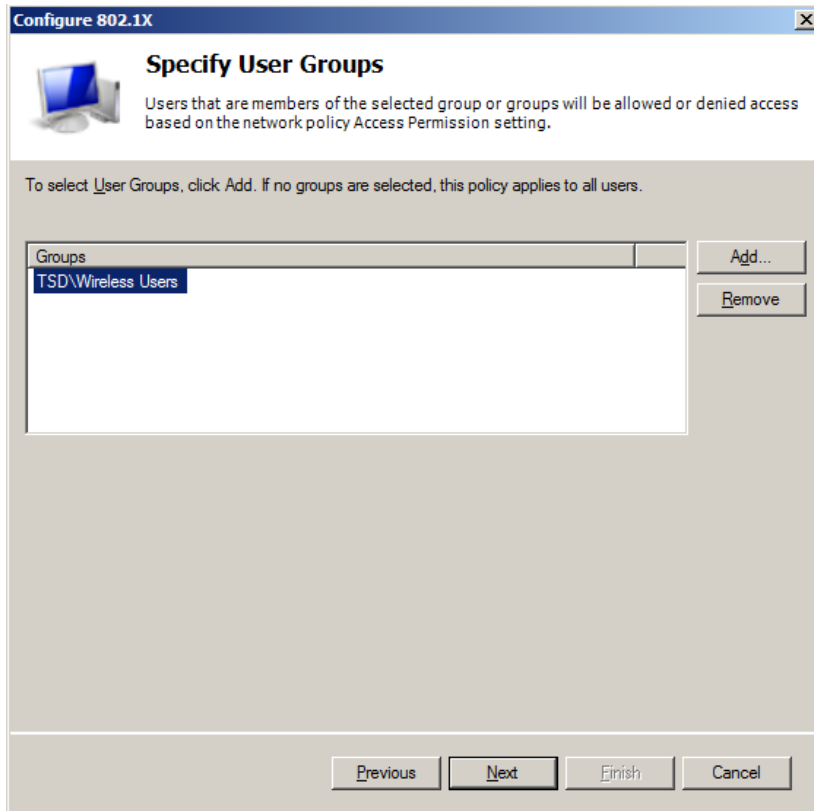 Configure 802.1X
Specify User Groups
Users that are members of the selected group or groups will be allowed or denied access
based on the network policy Access Permission setting.
To select User Groups, click Add. If no groups are selected, this policy applies to all users.
Groups
Add...
TSD\Wireless Users
Remove
Previous Next Finish Cancel